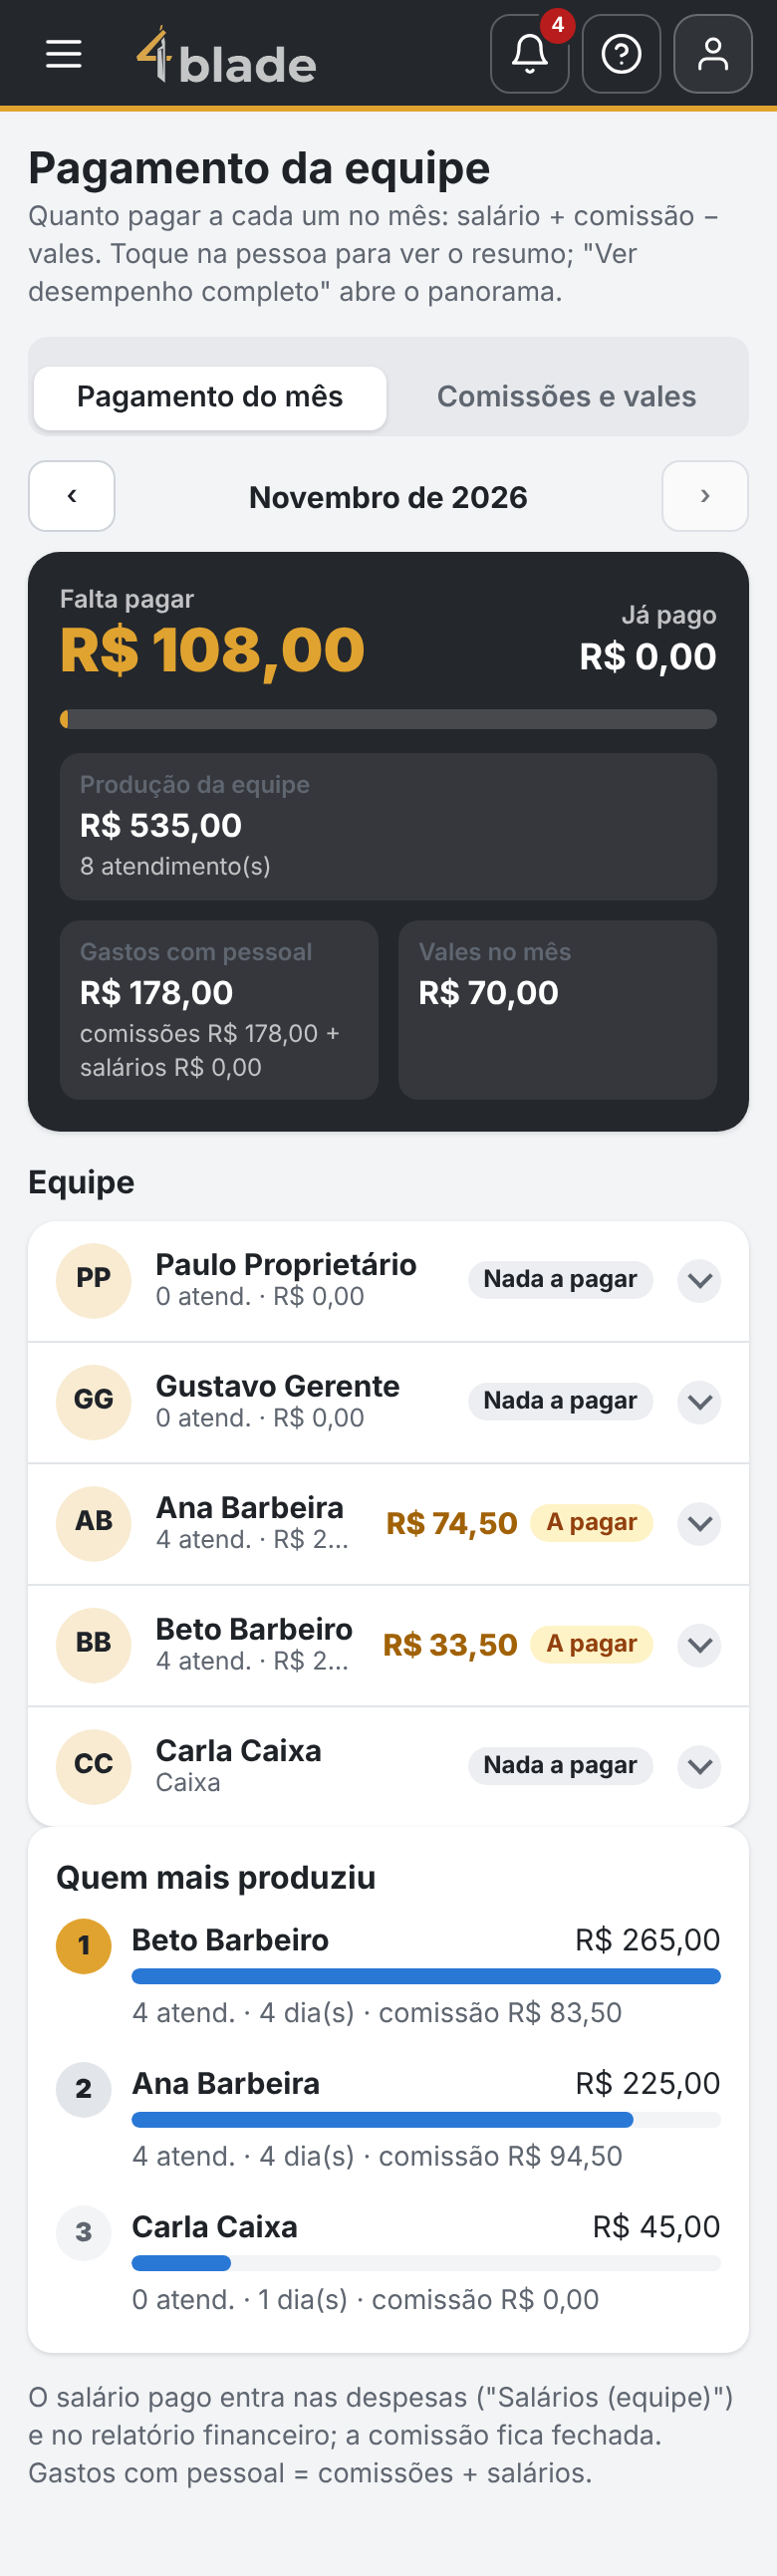 4blade
4
Pagamento da equipe
Quanto pagar a cada um no mês: salário + comissão −
vales. Toque na pessoa para ver o resumo; "Ver
desempenho completo" abre o panorama.
Pagamento do mês
Comissões e vales
‹
Novembro de 2026
›
Falta pagar
R$ 108,00
Já pago
R$ 0,00
Produção da equipe
R$ 535,00
8 atendimento(s)
Gastos com pessoal
R$ 178,00
comissões R$ 178,00 +
salários R$ 0,00
Vales no mês
R$ 70,00
Equipe
PP
Paulo Proprietário
0 atend. · R$ 0,00
Nada a pagar
GG
Gustavo Gerente
0 atend. · R$ 0,00
Nada a pagar
AB
Ana Barbeira
4 atend. · R$ 2...
R$ 74,50
A pagar
BB
Beto Barbeiro
4 atend. · R$ 2...
R$ 33,50
A pagar
CC
Carla Caixa
Caixa
Nada a pagar
Quem mais produziu
1
Beto Barbeiro
R$ 265,00
4 atend. · 4 dia(s) · comissão R$ 83,50
2
Ana Barbeira
R$ 225,00
4 atend. · 4 dia(s) · comissão R$ 94,50
3
Carla Caixa
R$ 45,00
0 atend. · 1 dia(s) · comissão R$ 0,00
O salário pago entra nas despesas ("Salários (equipe)")
e no relatório financeiro; a comissão fica fechada.
Gastos com pessoal = comissões + salários.